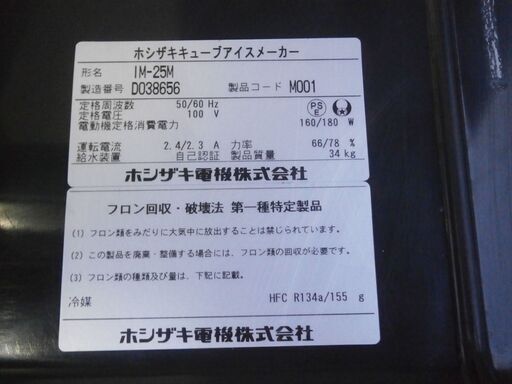 ホシザキキューブアイスメーカー
形名 IM-25M
製造番号 D038656 製品コード M001
定格周波数 50/60 Hz
定格電圧 100 V
電動機定格消費電力 160/180 W
PS
E
運転電流 2.4/2.3 A 力率 66/78 %
給水装置 自己認証 製品質量 34 kg
ホシザキ電機株式会社
フロン回収・破壊法 第一種特定製品
(1) フロン類をみだりに大気中に放出することは禁じられています。
(2) この製品を廃棄・整備する場合には、フロン類の回収が必要です。
(3) フロン類の種類及び量は、下記に記載。
冷媒 HFC R134a/155 g
ホシザキ電機株式会社